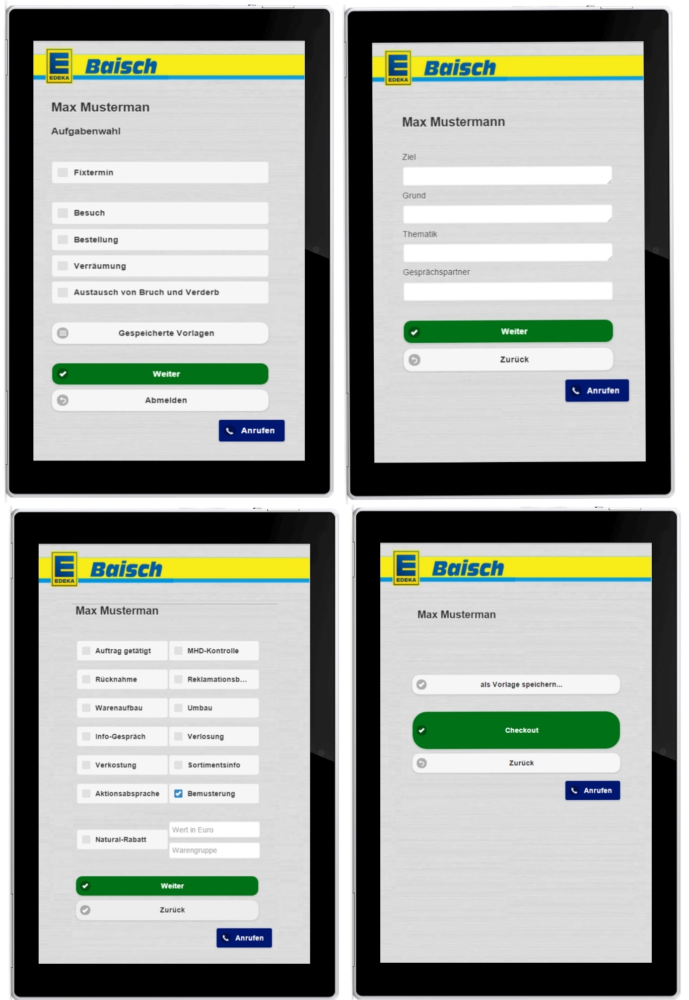 E
EDEKA
Baisch
Max Musterman
Aufgabenwahl
Fixtermin
Besuch
Bestellung
Verräumung
Austausch von Bruch und Verderb
Gespeicherte Vorlagen
Weiter
Abmelden
Anrufen
E
EDEKA
Baisch
Max Mustermann
Ziel
Grund
Thematik
Gesprächspartner
Weiter
Zurück
Anrufen
E
EDEKA
Baisch
Max Musterman
Auftrag getätigt MHD-Kontrolle
Rücknahme Reklamationsb...
Warenaufbau Umbau
Info-Gespräch Verlosung
Verkostung Sortimentsinfo
Aktionsabsprache Bemusterung
Wert in Euro
Natural-Rabatt
Warengruppe
Weiter
Zurück
Anrufen
E
EDEKA
Baisch
Max Musterman
als Vorlage speichern...
Checkout
Zurück
Anrufen